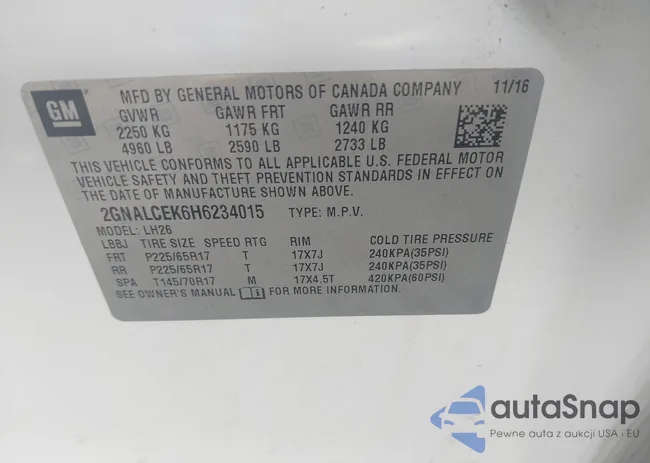 GM
MFD BY GENERAL MOTORS OF CANADA COMPANY 11/16
GVWR GAWR FRT GAWR RR
2250 KG 1175 KG 1240 KG
4960 LB 2590 LB 2733 LB
THIS VEHICLE CONFORMS TO ALL APPLICABLE U.S. FEDERAL MOTOR
VEHICLE SAFETY AND THEFT PREVENTION STANDARDS IN EFFECT ON
THE DATE OF MANUFACTURE SHOWN ABOVE.
2GNALCEK6H6234015 TYPE: M.P.V.
MODEL: LH26
LBBJ TIRE SIZE SPEED RTG RIM COLD TIRE PRESSURE
FRT P225/65R17 T 17X7J 240KPA(35PSI)
RR P225/65R17 T 17X7J 240KPA(35PSI)
SPA T145/70R17 M 17X4.5T 420KPA(60PSI)
SEE OWNER'S MANUAL FOR MORE INFORMATION.
autoSnap
Pewne auta z aukcji USA i EU